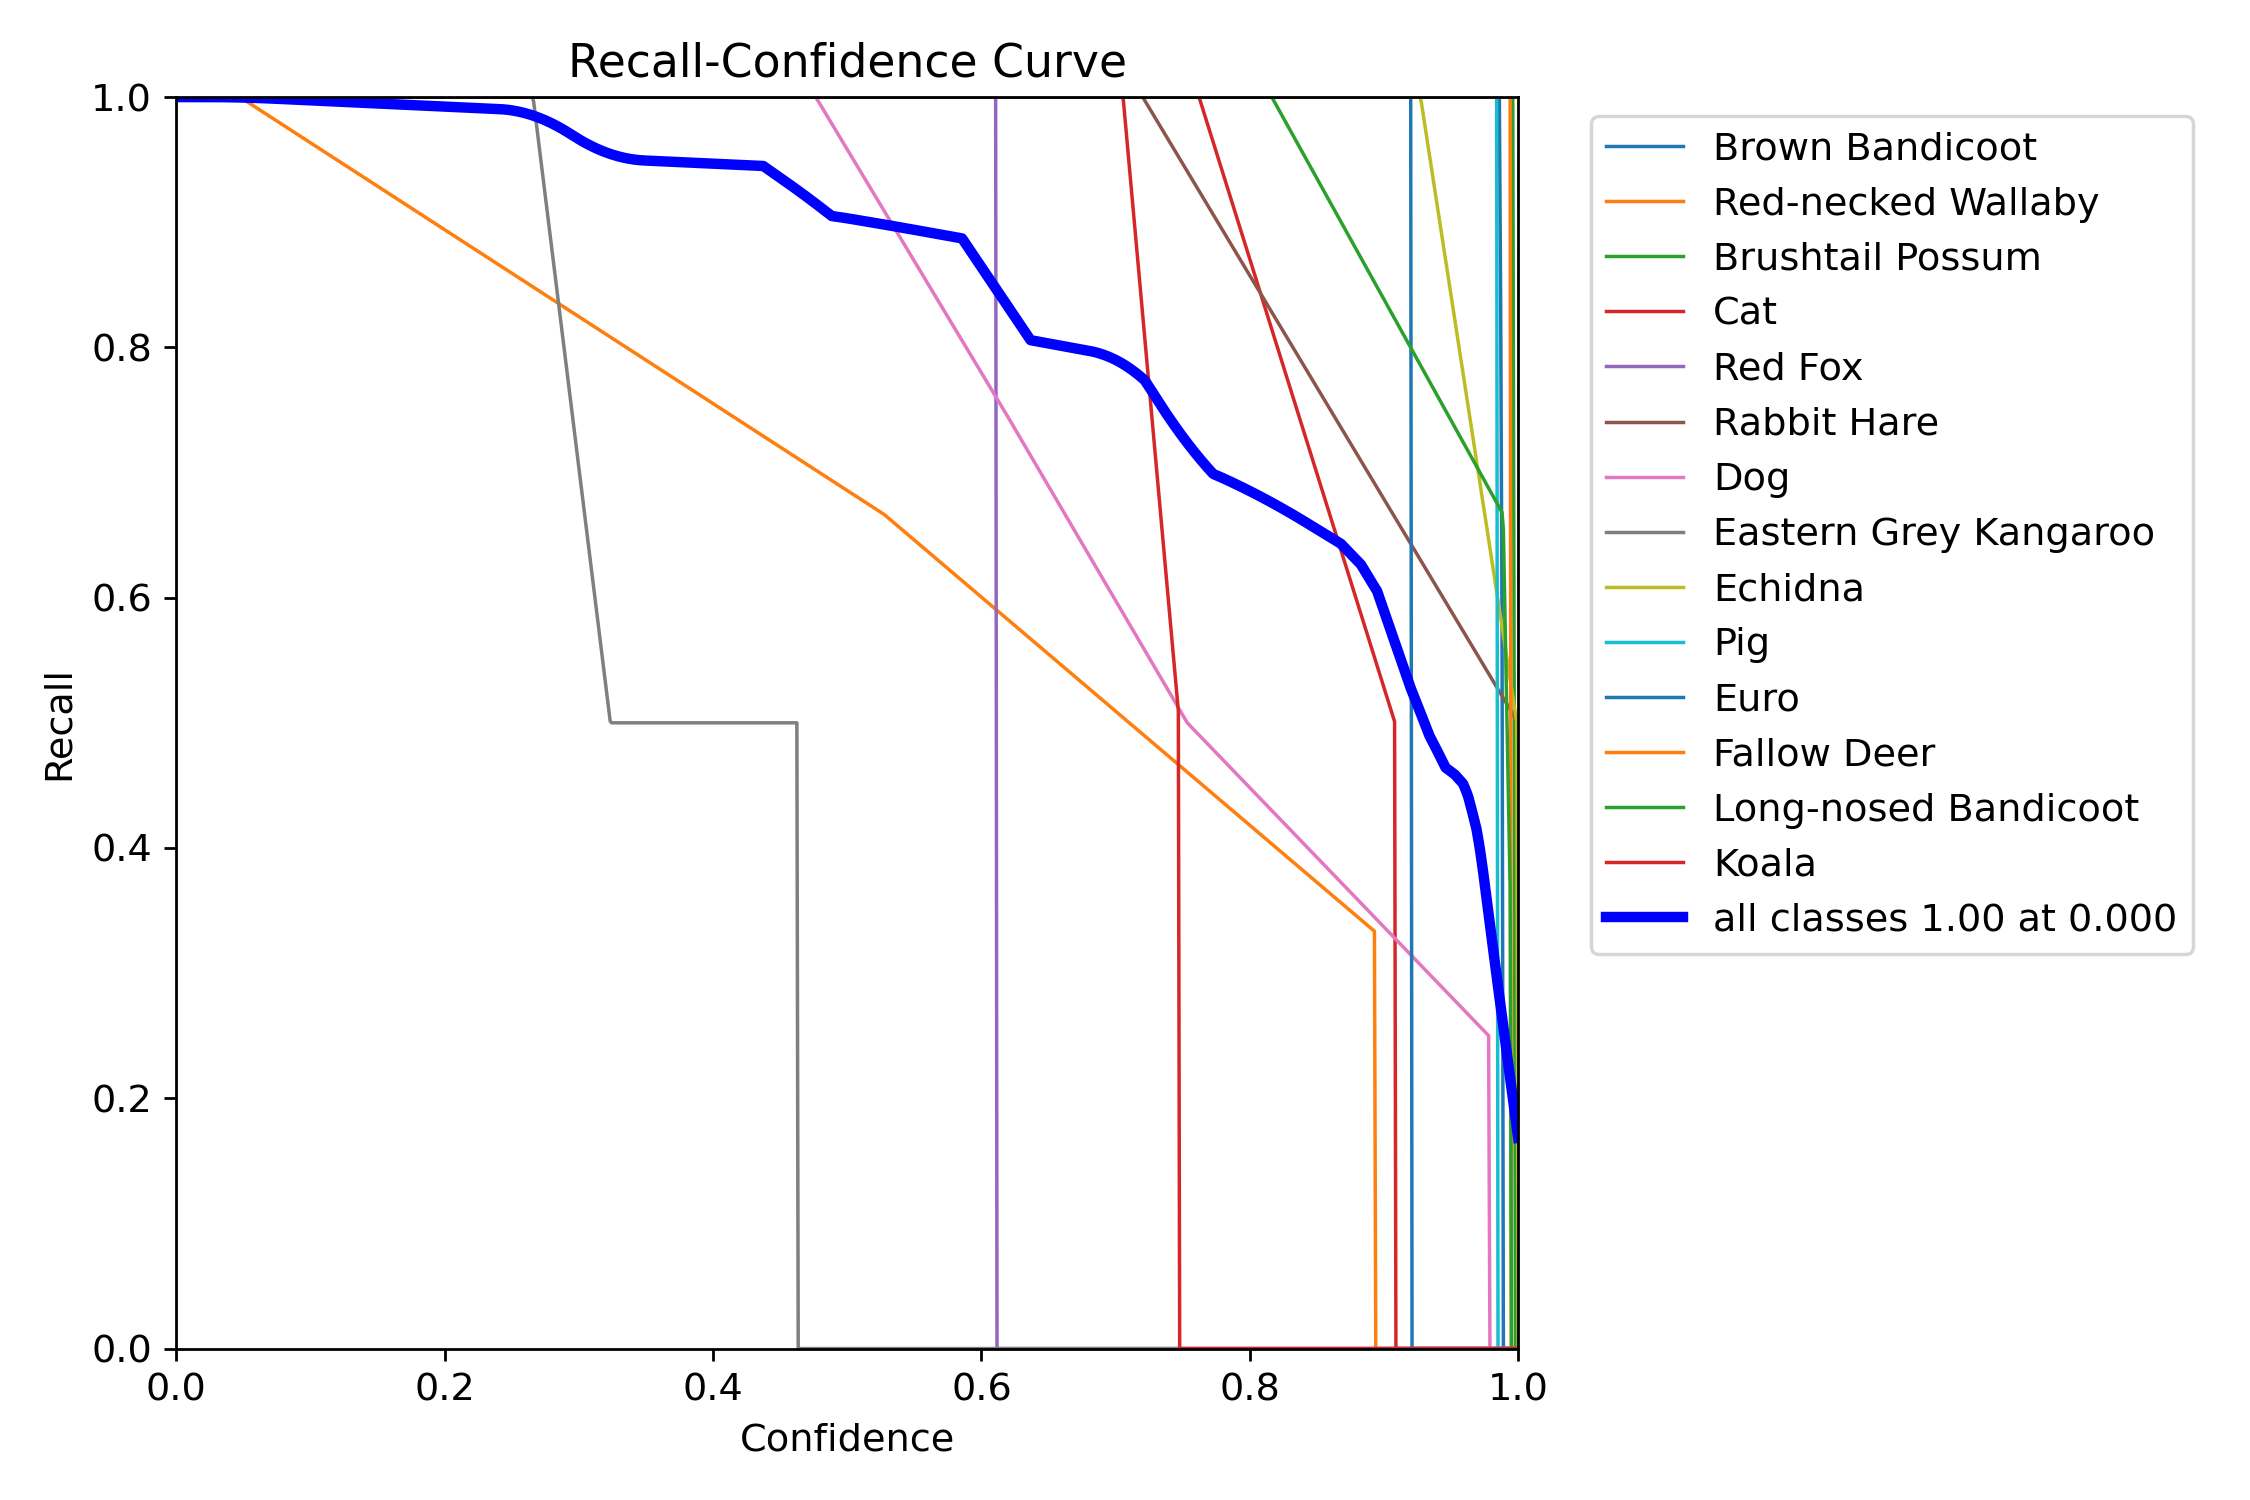 Recall-Confidence Curve
1.0
0.8
0.6
0.4
0.2
0.0
Recall
0.0 0.2 0.4 0.6 0.8 1.0
Confidence
Brown Bandicoot
Red-necked Wallaby
Brushtail Possum
Cat
Red Fox
Rabbit Hare
Dog
Eastern Grey Kangaroo
Echidna
Pig
Euro
Fallow Deer
Long-nosed Bandicoot
Koala
all classes 1.00 at 0.000